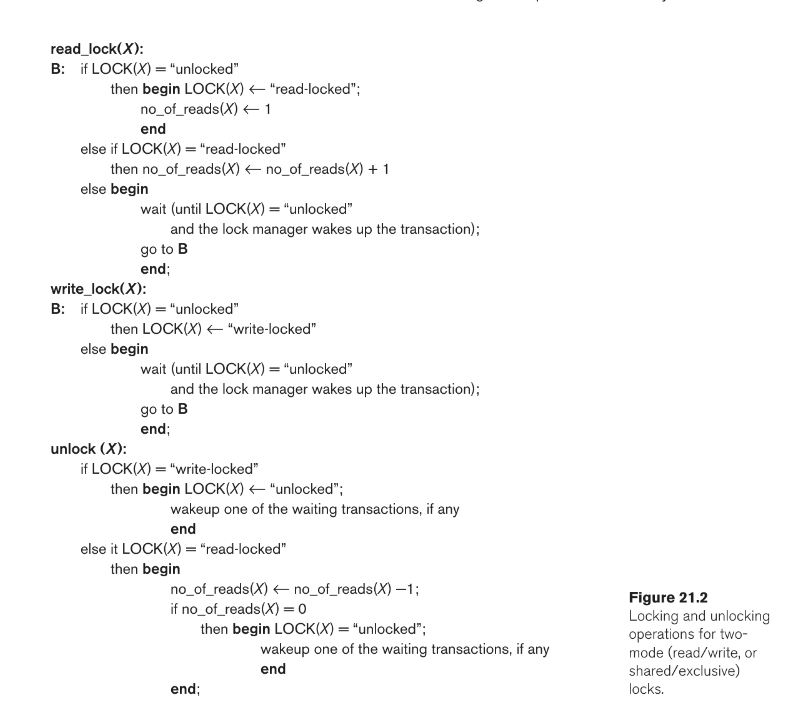 read_lock(X):
B: if LOCK(X) = “unlocked”
then begin LOCK(X) ← “read-locked”;
no_of_reads(X) ← 1
end
else if LOCK(X) = “read-locked”
then no_of_reads(X) ← no_of_reads(X) + 1
else begin
wait (until LOCK(X) = “unlocked”
and the lock manager wakes up the transaction);
go to B
end;
write_lock(X):
B: if LOCK(X) = “unlocked”
then LOCK(X) ← “write-locked”
else begin
wait (until LOCK(X) = “unlocked”
and the lock manager wakes up the transaction);
go to B
end;
unlock (X):
if LOCK(X) = “write-locked”
then begin LOCK(X) ← “unlocked”;
wakeup one of the waiting transactions, if any
end
else it LOCK(X) = “read-locked”
then begin
no_of_reads(X) ← no_of_reads(X) −1;
if no_of_reads(X) = 0
then begin LOCK(X) = “unlocked”;
wakeup one of the waiting transactions, if any
end
end;
Figure 21.2
Locking and unlocking
operations for two-
mode (read/write, or
shared/exclusive)
locks.